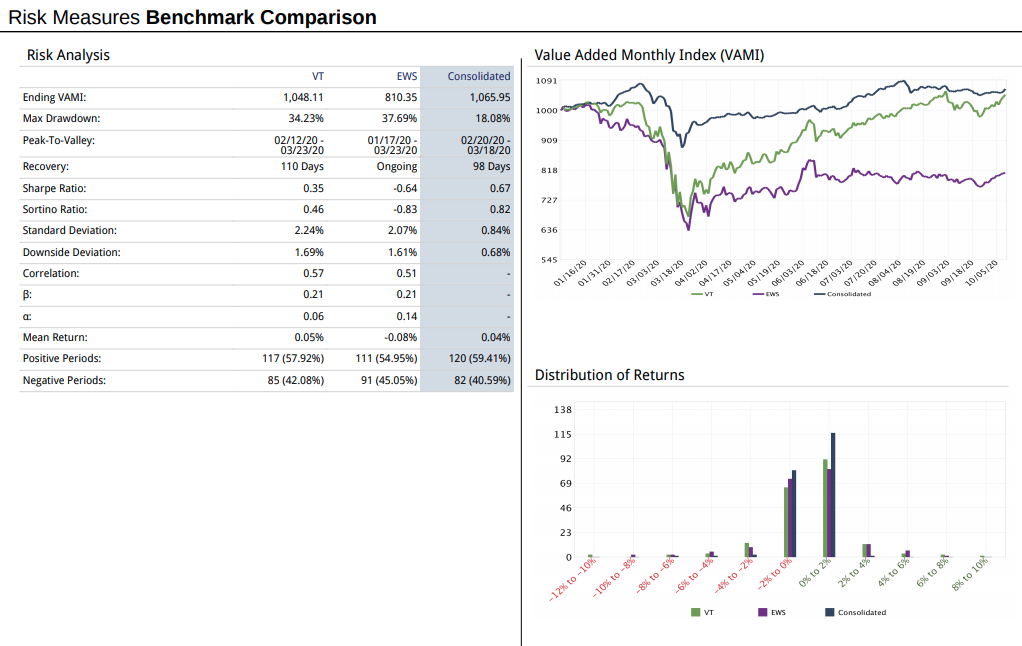 Risk Measures Benchmark Comparison
Risk Analysis
VT EWS Consolidated
Ending VAMI: 1,048.11 810.35 1,065.95
Max Drawdown: 34.23% 37.69% 18.08%
Peak-To-Valley: 02/12/20 - 01/17/20 - 02/20/20 -
03/23/20 03/23/20 03/18/20
Recovery: 110 Days Ongoing 98 Days
Sharpe Ratio: 0.35 -0.64 0.67
Sortino Ratio: 0.46 -0.83 0.82
Standard Deviation: 2.24% 2.07% 0.84%
Downside Deviation: 1.69% 1.61% 0.68%
Correlation: 0.57 0.51 -
β: 0.21 0.21 -
α: 0.06 0.14 -
Mean Return: 0.05% -0.08% 0.04%
Positive Periods: 117 (57.92%) 111 (54.95%) 120 (59.41%)
Negative Periods: 85 (42.08%) 91 (45.05%) 82 (40.59%)
Value Added Monthly Index (VAMI)
1091
1000
909
818
727
636
545
01/16/20 01/31/20 02/17/20 03/03/20 03/18/20 04/02/20 04/17/20 05/04/20 05/19/20 06/03/20 06/18/20 07/03/20 07/20/20 08/04/20 08/19/20 09/03/20 09/18/20 10/05/20
VT EWS Consolidated
Distribution of Returns
138
115
92
69
46
23
0
-12% to -10% -10% to -8% -8% to -6% -6% to -4% -4% to -2% -2% to 0% 0% to 2% 2% to 4% 4% to 6% 6% to 8% 8% to 10%
VT EWS Consolidated